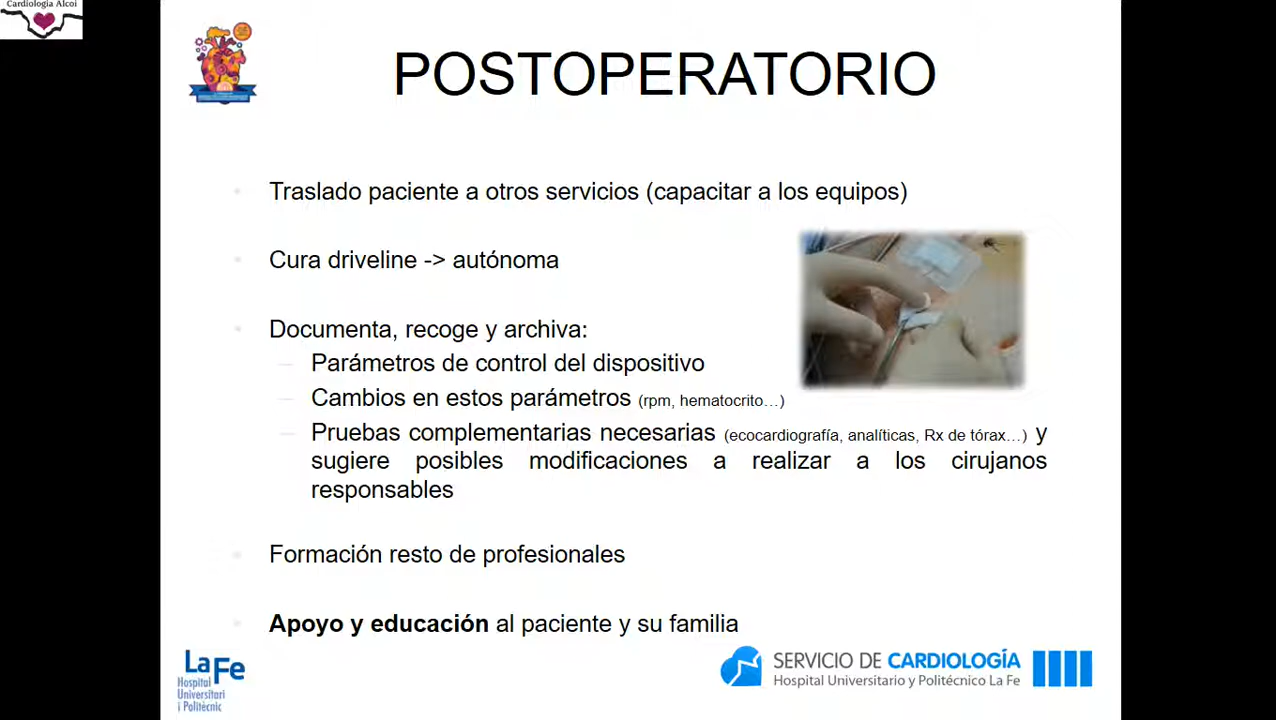 Cardiología Alcoi
POSTOPERATORIO
Traslado paciente a otros servicios (capacitar a los equipos)
Cura driveline -> autónoma
Documenta, recoge y archiva:
Parámetros de control del dispositivo
Cambios en estos parámetros (rpm, hematocrito…)
Pruebas complementarias necesarias (ecocardiografía, analíticas, Rx de tórax…) y
sugiere posibles modificaciones a realizar a los cirujanos
responsables
Formación resto de profesionales
Apoyo y educación al paciente y su familia
La Fe
Hospital
Universitari
i Politècnic
SERVICIO DE CARDIOLOGÍA
Hospital Universitario y Politécnico La Fe